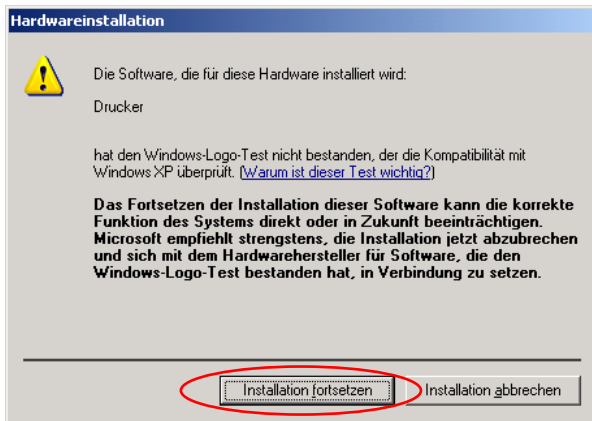 Hardwareinstallation
Die Software, die für diese Hardware installiert wird:
Drucker
hat den Windows-Logo-Test nicht bestanden, der die Kompatibilität mit
Windows XP überprüft. (Warum ist dieser Test wichtig?)
Das Fortsetzen der Installation dieser Software kann die korrekte
Funktion des Systems direkt oder in Zukunft beeinträchtigen.
Microsoft empfiehlt strengstens, die Installation jetzt abzubrechen
und sich mit dem Hardwarehersteller für Software, die den
Windows-Logo-Test bestanden hat, in Verbindung zu setzen.
Installation fortsetzen Installation abbrechen